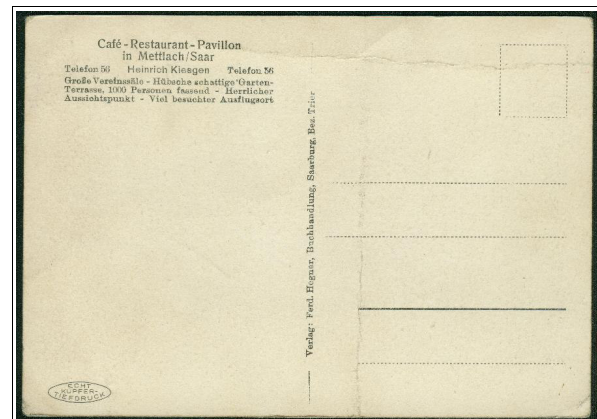 Café - Restaurant - Pavillon
in Mettlach/Saar
Telefon 56 Heinrich Kiesgen Telefon 56
Große Vereinssäle - Hübsche schattige Garten-
Terrasse, 1000 Personen fassend - Herrlicher
Aussichtspunkt - Viel besuchter Ausflugsort
Verlag: Ferd. Hegner, Buchhandlung, Saarburg, Bez. Trier
ECHT
KUPFER-
TIEFDRUCK